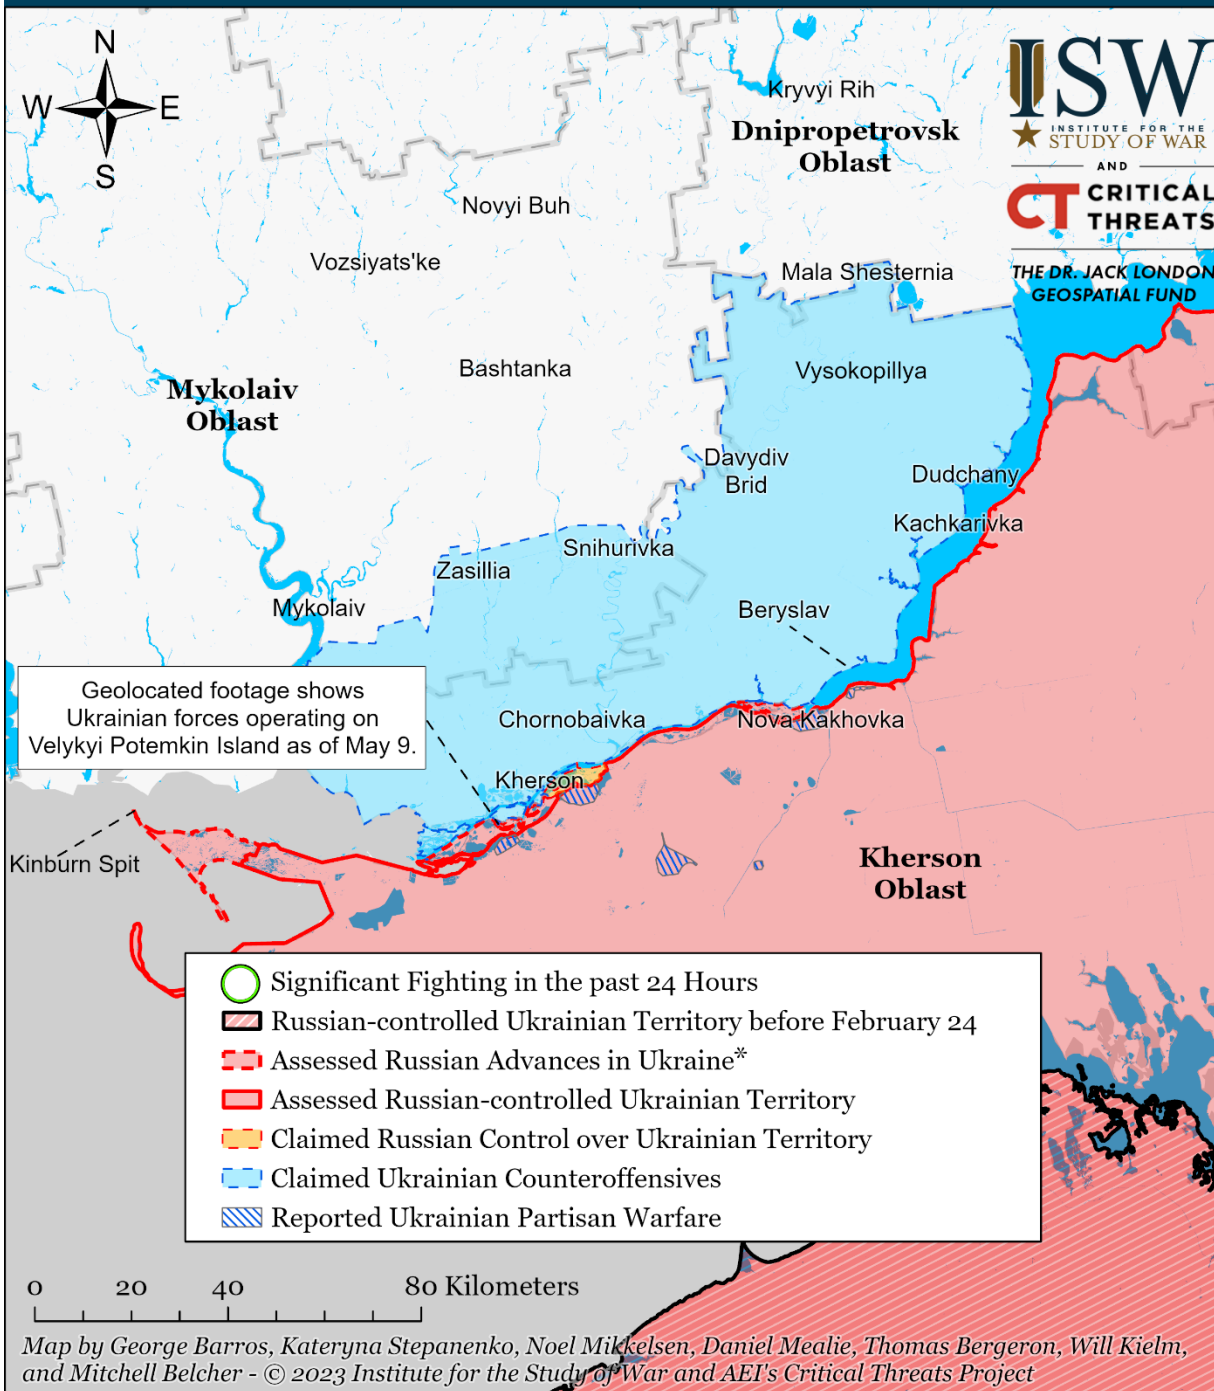 N
W
E
S
Kryvyi Rih
Dnipropetrovsk
Oblast
ISW
INSTITUTE FOR THE
STUDY OF WAR
AND
CT CRITICAL
THREATS
THE DR. JACK LONDON
GEOSPATIAL FUND
Novyi Buh
Vozsiyats'ke
Mala Shesternia
Bashtanka
Vysokopillya
Mykolaiv
Oblast
Davydiv
Brid
Dudchany
Kachkarivka
Snihurivka
Zasillia
Mykolaiv
Beryslav
Geolocated footage shows
Ukrainian forces operating on
Velykyi Potemkin Island as of May 9.
Chornobaivka
Nova Kakhovka
Kherson
Kinburn Spit
Kherson
Oblast
Significant Fighting in the past 24 Hours
Russian-controlled Ukrainian Territory before February 24
Assessed Russian Advances in Ukraine*
Assessed Russian-controlled Ukrainian Territory
Claimed Russian Control over Ukrainian Territory
Claimed Ukrainian Counteroffensives
Reported Ukrainian Partisan Warfare
0 20 40 80 Kilometers
Map by George Barros, Kateryna Stepanenko, Noel Mikkelsen, Daniel Mealie, Thomas Bergeron, Will Kielm,
and Mitchell Belcher - © 2023 Institute for the Study of War and AEI's Critical Threats Project